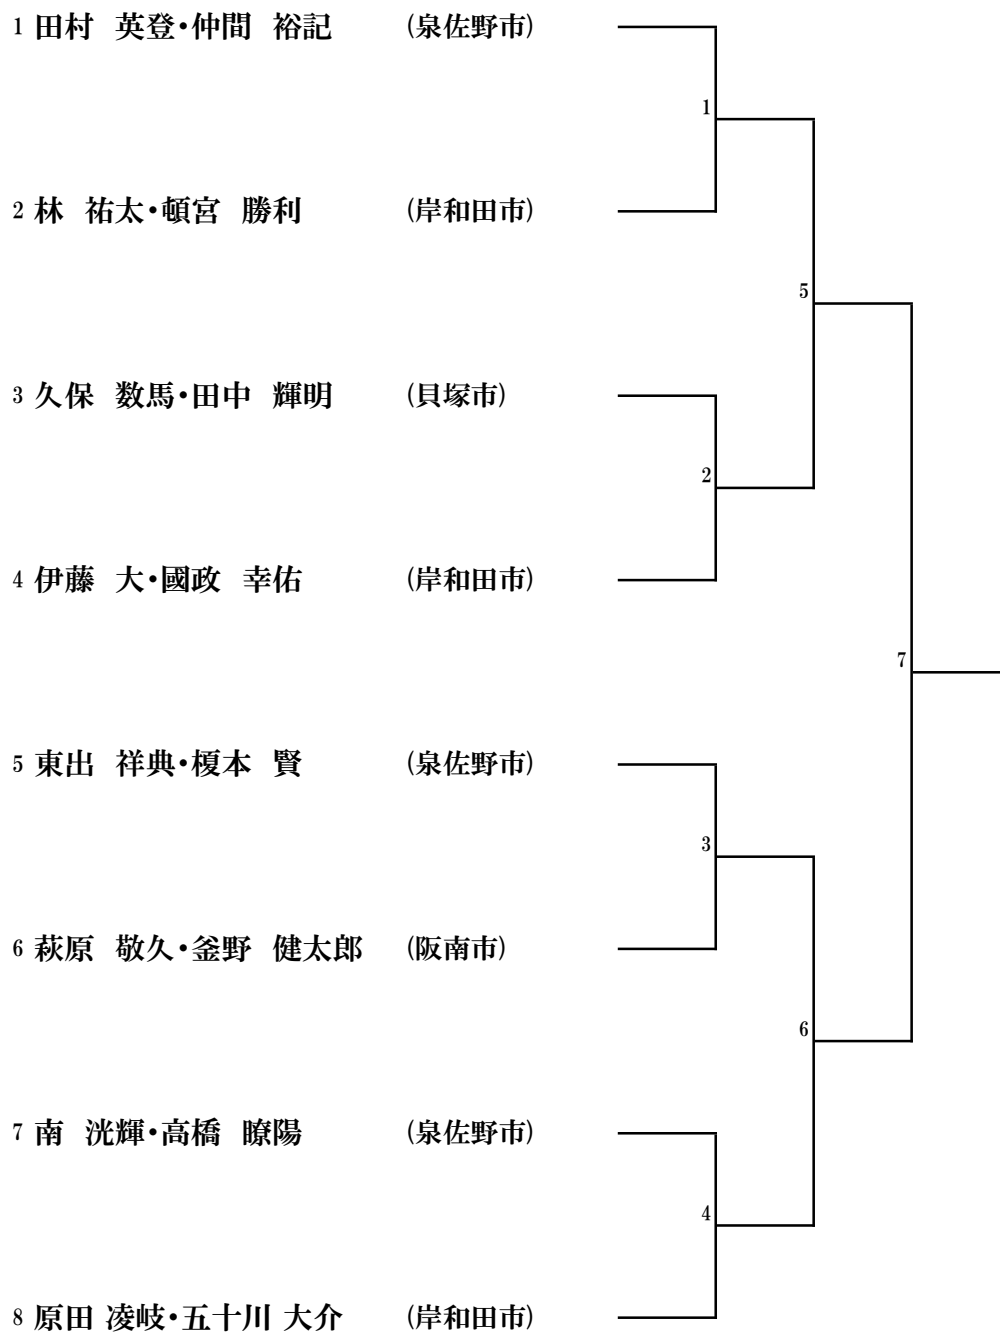 1 田村 英登・仲間 裕記 (泉佐野市)
1
2 林 祐太・頓宮 勝利 (岸和田市)
5
3 久保 数馬・田中 輝明 (貝塚市)
2
4 伊藤 大・國政 幸佑 (岸和田市)
7
5 東出 祥典・榎本 賢 (泉佐野市)
3
6 萩原 敬久・釜野 健太郎 (阪南市)
6
7 南 洸輝・高橋 瞭陽 (泉佐野市)
4
8 原田 凌岐・五十川 大介 (岸和田市)